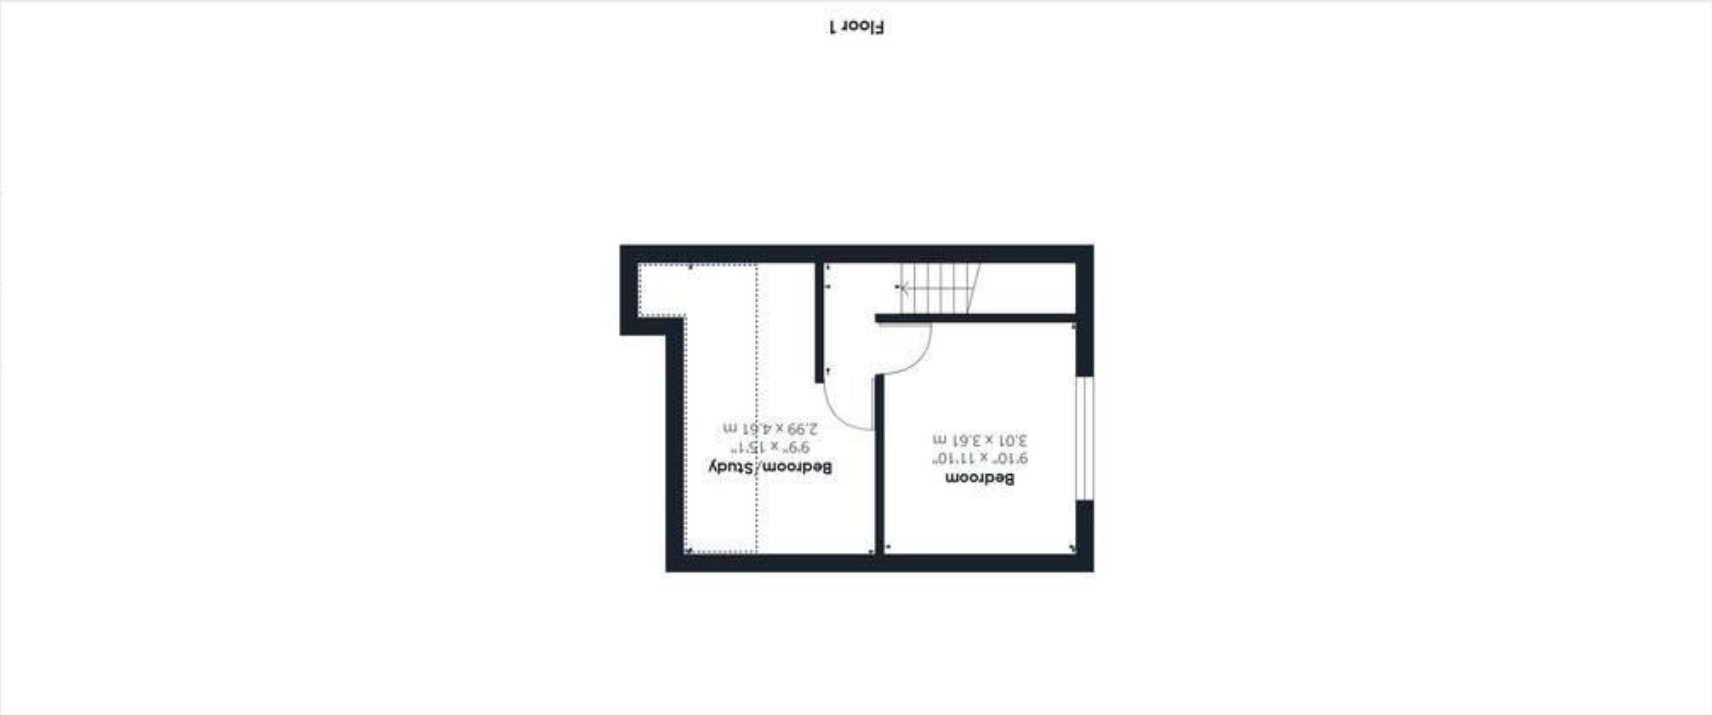 Bedroom
9'10" x 11'10"
3.01 x 3.61 m
Bedroom/Study
9'9" x 15'1"
2.99 x 4.61 m
Floor 1